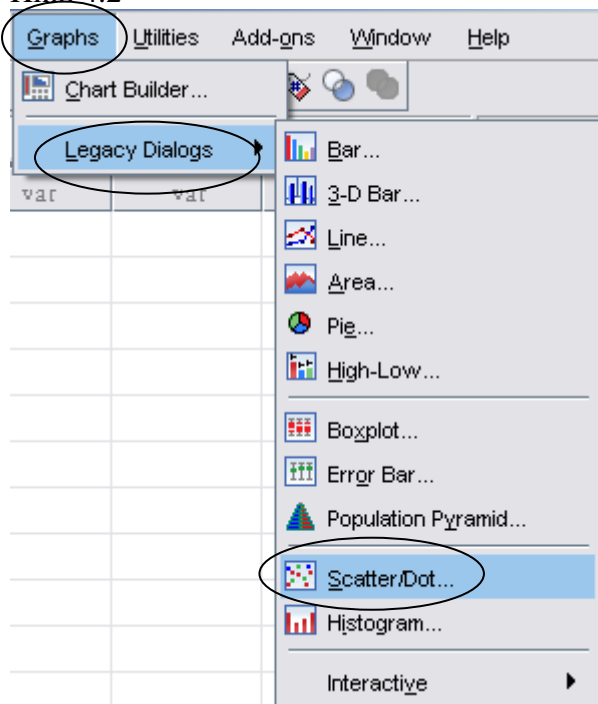 Graphs Utilities Add-ons Window Help
Chart Builder...
Legacy Dialogs
var var
Bar...
3-D Bar...
Line...
Area...
Pie...
High-Low...
Boxplot...
Error Bar...
Population Pyramid...
Scatter/Dot...
Histogram...
Interactive